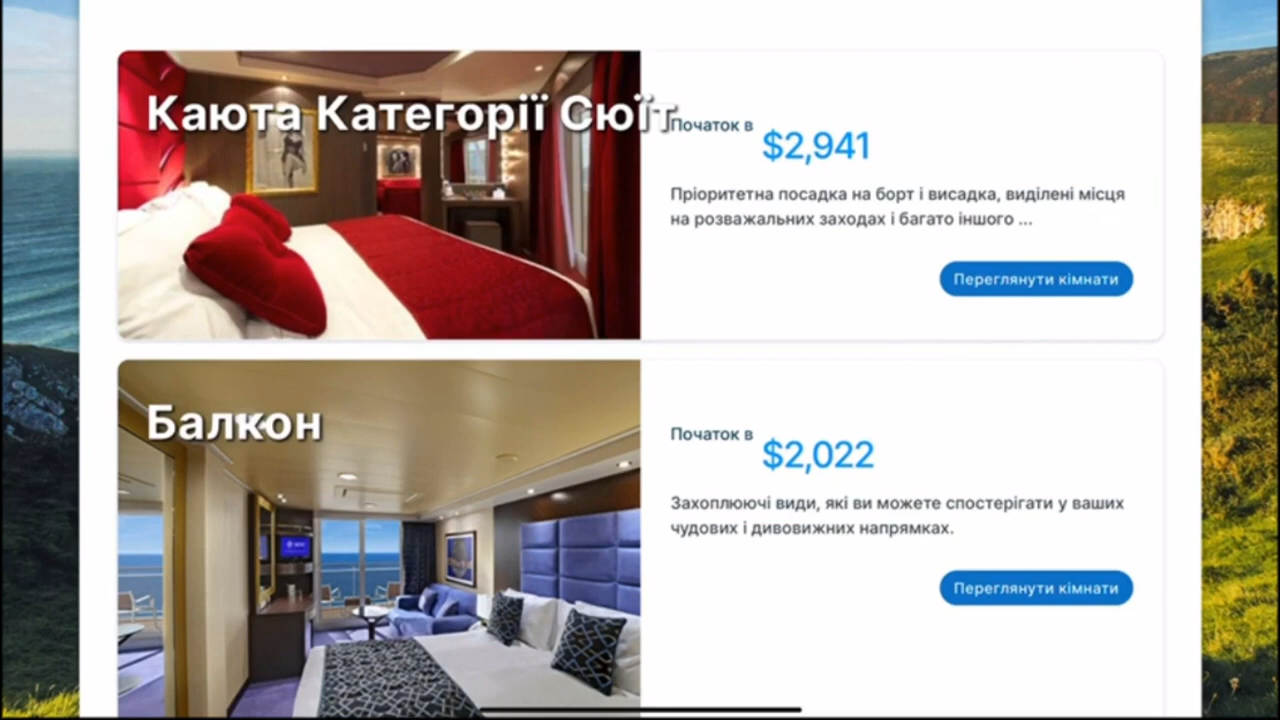 Каюта Категорії Сюїт
Початок в
$2,941
Пріоритетна посадка на борт і висадка, виділені місця
на розважальних заходах і багато іншого ...
Переглянути кімнати
Балкон
Початок в
$2,022
Захоплюючі види, які ви можете спостерігати у ваших
чудових і дивовижних напрямках.
Переглянути кімнати